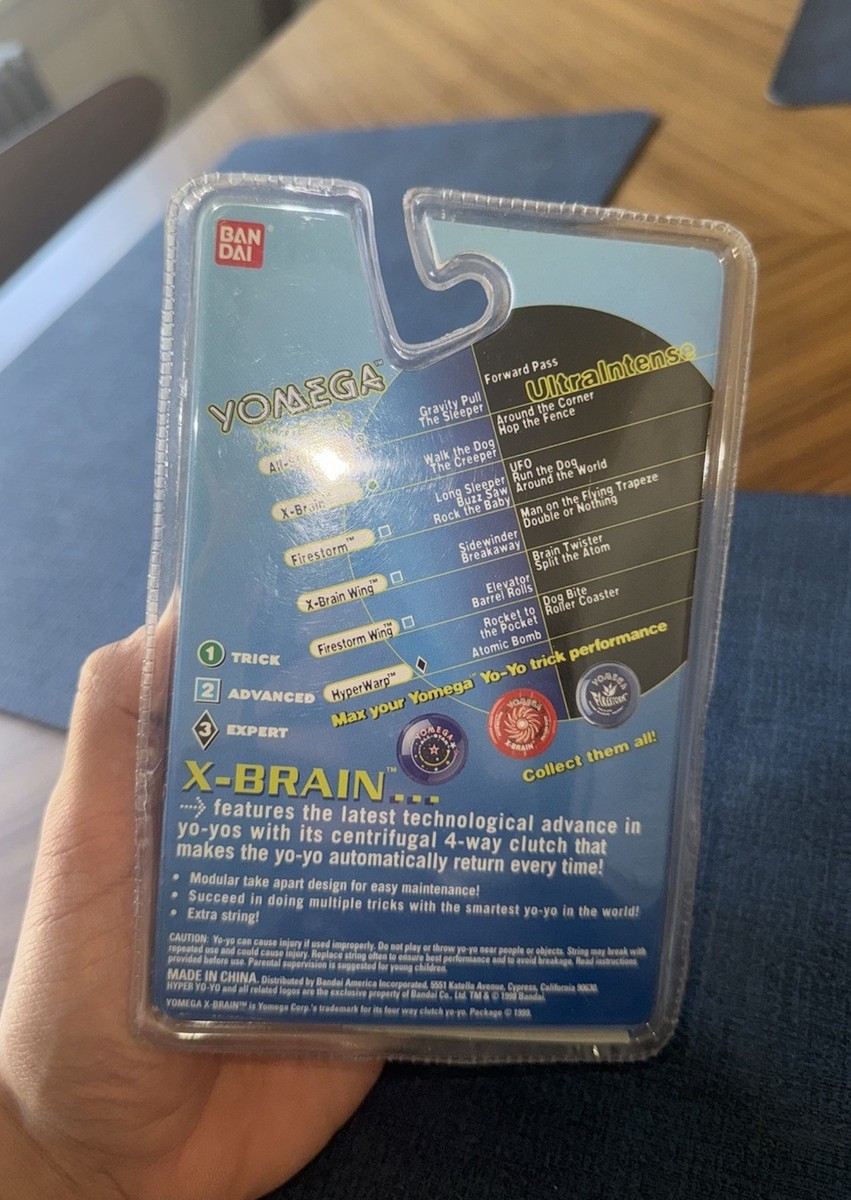 BAN
DAI
YOMEGA™
UltraIntense
Forward Pass
Gravity Pull
The Sleeper
Around the Corner
Hop the Fence
Walk the Dog
The Creeper
UFO
Run the Dog
Around the World
X-Brain
Long Sleeper
Buzz Saw
Rock the Baby
Man on the Flying Trapeze
Double or Nothing
Firestorm™
Sidewinder
Breakaway
Brain Twister
Split the Atom
X-Brain Wing™
Elevator
Barrel Rolls
Dog Bite
Roller Coaster
Firestorm Wing™
Rocket to
the Pocket
Atomic Bomb
HyperWarp™
1 TRICK
2 ADVANCED
3 EXPERT
Max your Yomega™ Yo-Yo trick performance
YOMEGA
YOMEGA
X-BRAIN
YOMEGA
FIRESTORM
Collect them all!
X-BRAIN™...
features the latest technological advance in
yo-yos with its centrifugal 4-way clutch that
makes the yo-yo automatically return every time!
• Modular take apart design for easy maintenance!
• Succeed in doing multiple tricks with the smartest yo-yo in the world!
• Extra string!
CAUTION: Yo-yo can cause injury if used improperly. Do not play or throw yo-yo near people or objects. String may break with
repeated use and could cause injury. Replace string often to ensure best performance and to avoid breakage. Read instructions
provided before use. Parental supervision is suggested for young children.
MADE IN CHINA. Distributed by Bandai America Incorporated, 5551 Katella Avenue, Cypress, California 90630.
HYPER YO-YO and all related logos are the exclusive property of Bandai Co., Ltd. TM & © 1998 Bandai.
YOMEGA X-BRAIN™ is Yomega Corp.'s trademark for its four way clutch yo-yo. Package © 1999.